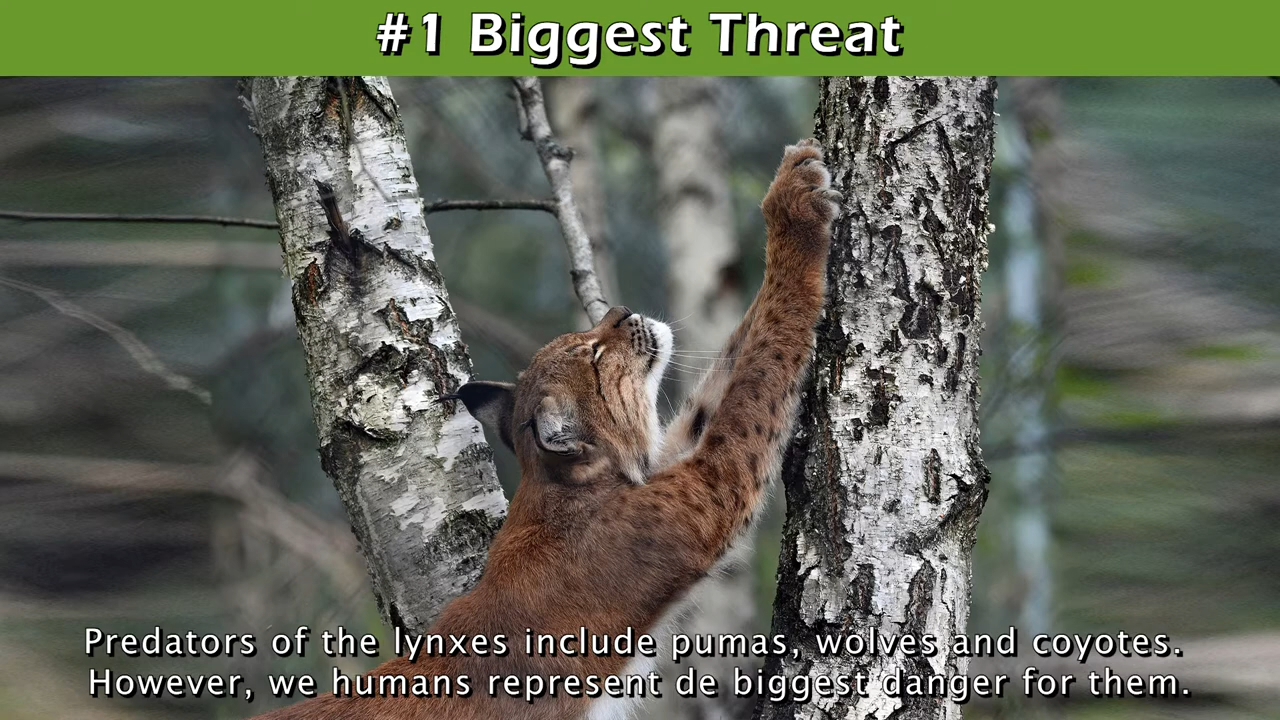 #1 Biggest Threat
Predators of the lynxes include pumas, wolves and coyotes.
However, we humans represent de biggest danger for them.